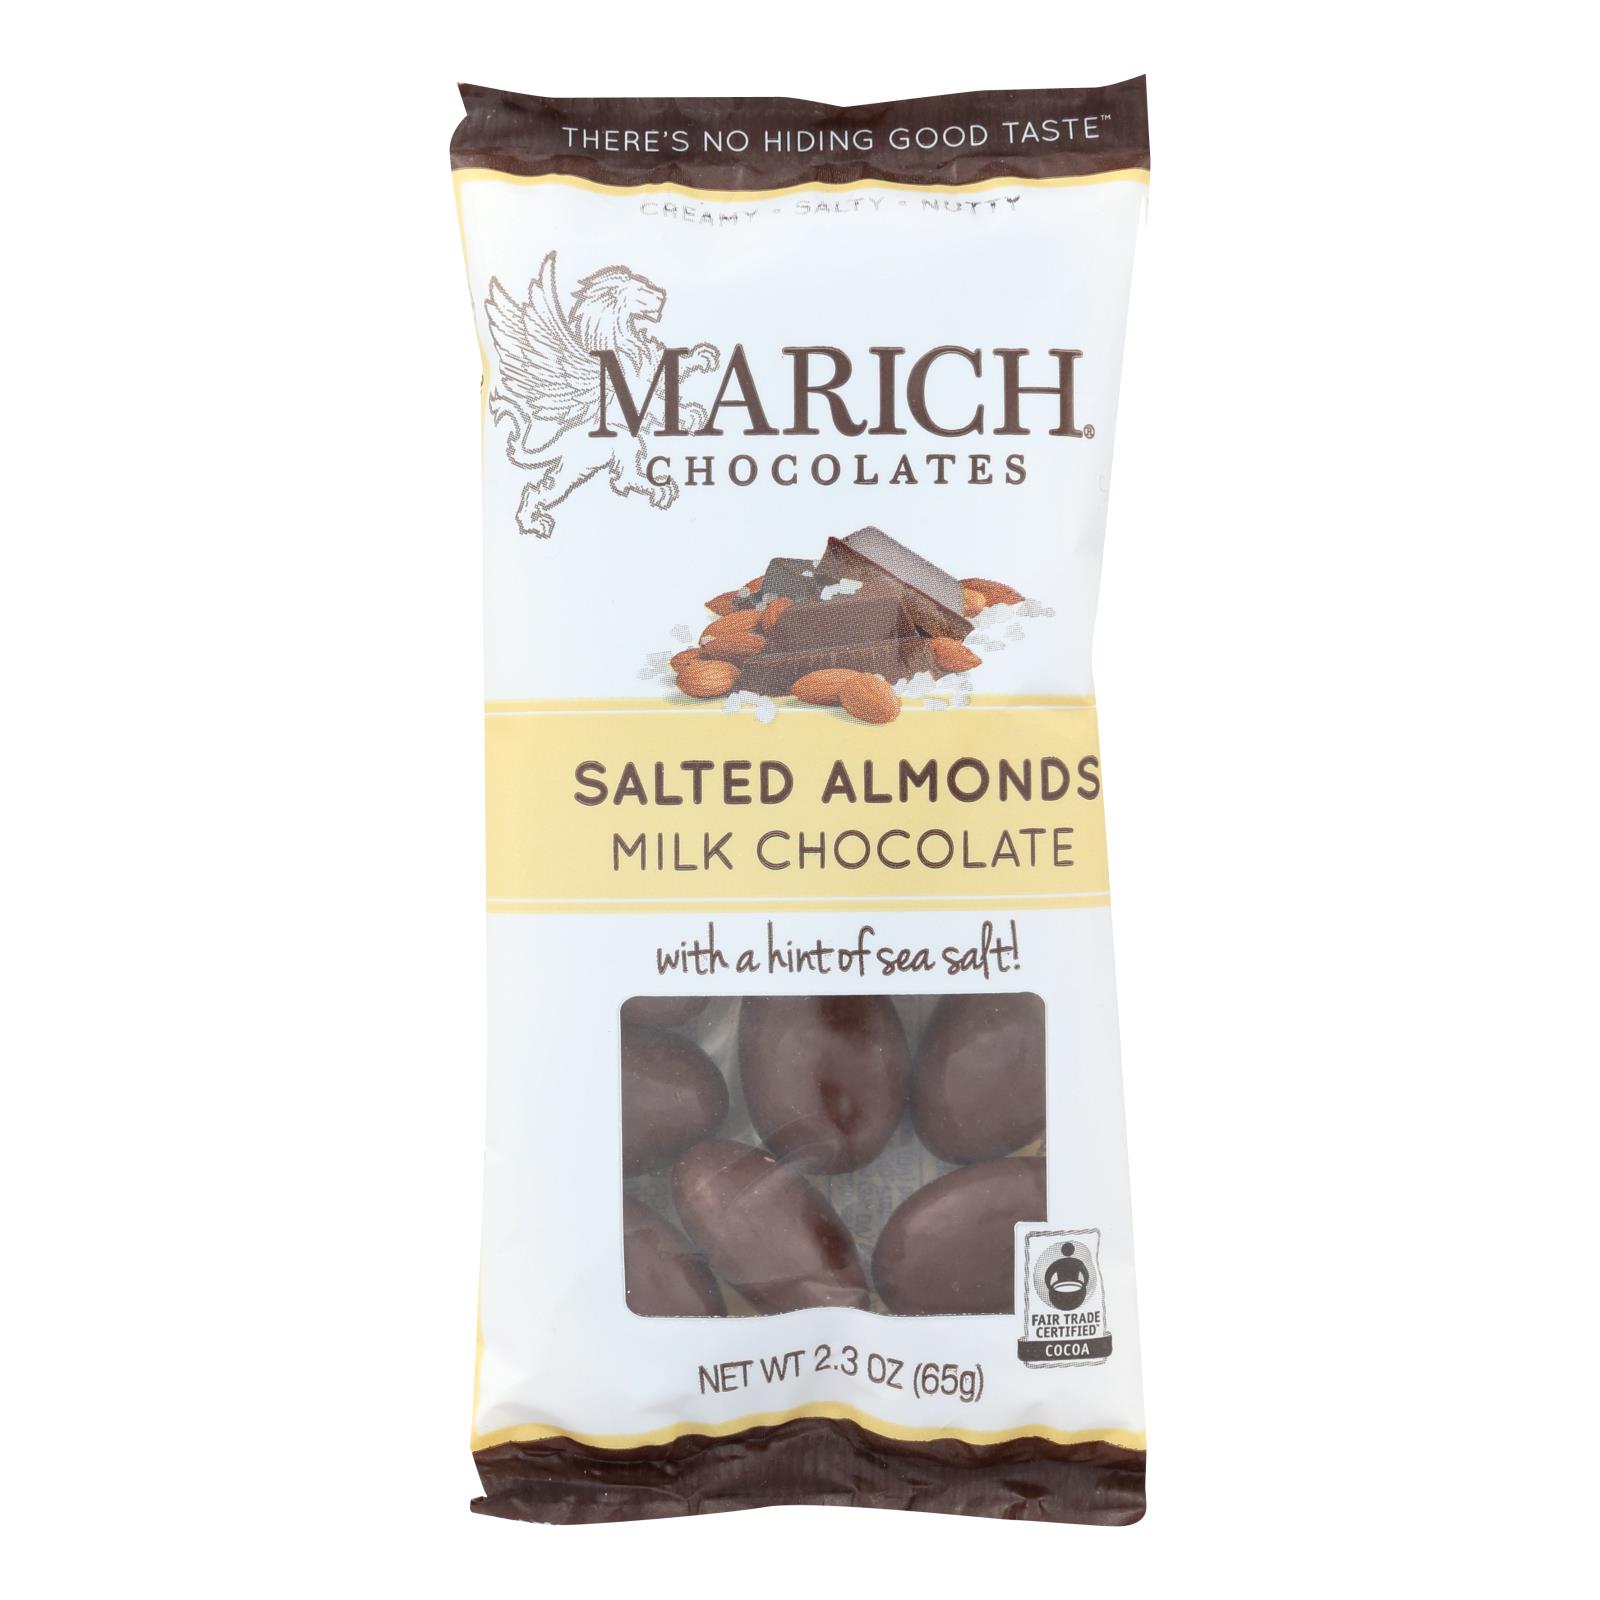 THERE'S NO HIDING GOOD TASTE™
CREAMY • SALTY • NUTTY
MARICH®
CHOCOLATES
SALTED ALMONDS
MILK CHOCOLATE
with a hint of sea salt!
FAIR TRADE
CERTIFIED™
COCOA
NET WT 2.3 OZ (65g)